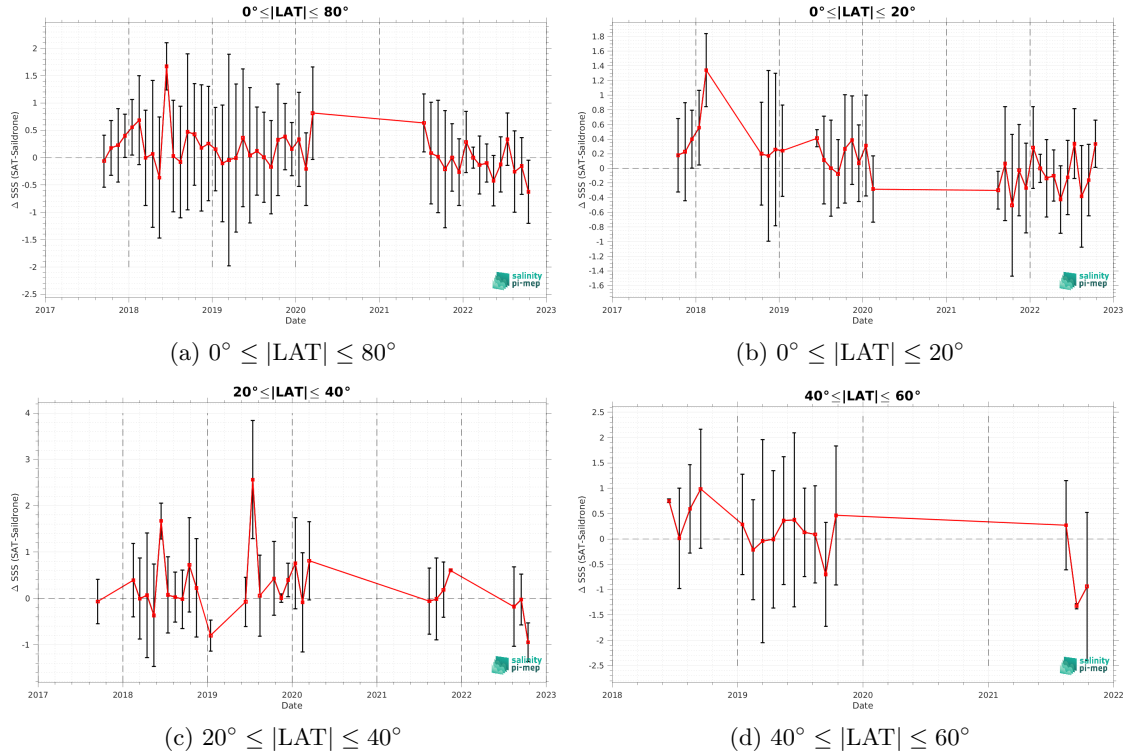 0°≤|LAT|≤ 80°
Δ SSS (SAT-Saildrone)
2
1.5
1
0.5
0
-0.5
-1
-1.5
-2
-2.5
salinity
pi-mep
2017 2018 2019 2020 2021 2022 2023
Date
(a) 0° ≤ |LAT| ≤ 80°
0°≤|LAT|≤ 20°
Δ SSS (SAT-Saildrone)
1.8
1.6
1.4
1.2
1
0.8
0.6
0.4
0.2
0
-0.2
-0.4
-0.6
-0.8
-1
-1.2
-1.4
-1.6
salinity
pi-mep
2017 2018 2019 2020 2021 2022 2023
Date
(b) 0° ≤ |LAT| ≤ 20°
20°≤|LAT|≤ 40°
Δ SSS (SAT-Saildrone)
4
3
2
1
0
-1
salinity
pi-mep
2017 2018 2019 2020 2021 2022 2023
Date
(c) 20° ≤ |LAT| ≤ 40°
40°≤|LAT|≤ 60°
Δ SSS (SAT-Saildrone)
2.5
2
1.5
1
0.5
0
-0.5
-1
-1.5
-2
-2.5
salinity
pi-mep
2018 2019 2020 2021 2022
Date
(d) 40° ≤ |LAT| ≤ 60°